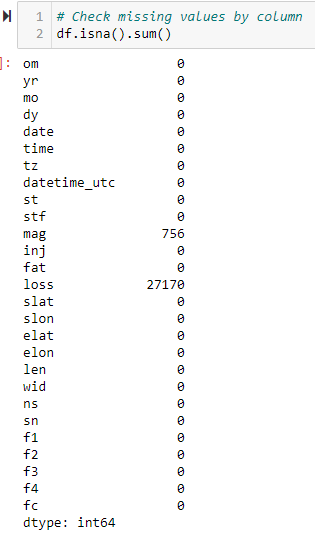 1 # Check missing values by column
2 df.isna().sum()
]:
om 0
yr 0
mo 0
dy 0
date 0
time 0
tz 0
datetime_utc 0
st 0
stf 0
mag 756
inj 0
fat 0
loss 27170
slat 0
slon 0
elat 0
elon 0
len 0
wid 0
ns 0
sn 0
f1 0
f2 0
f3 0
f4 0
fc 0
dtype: int64